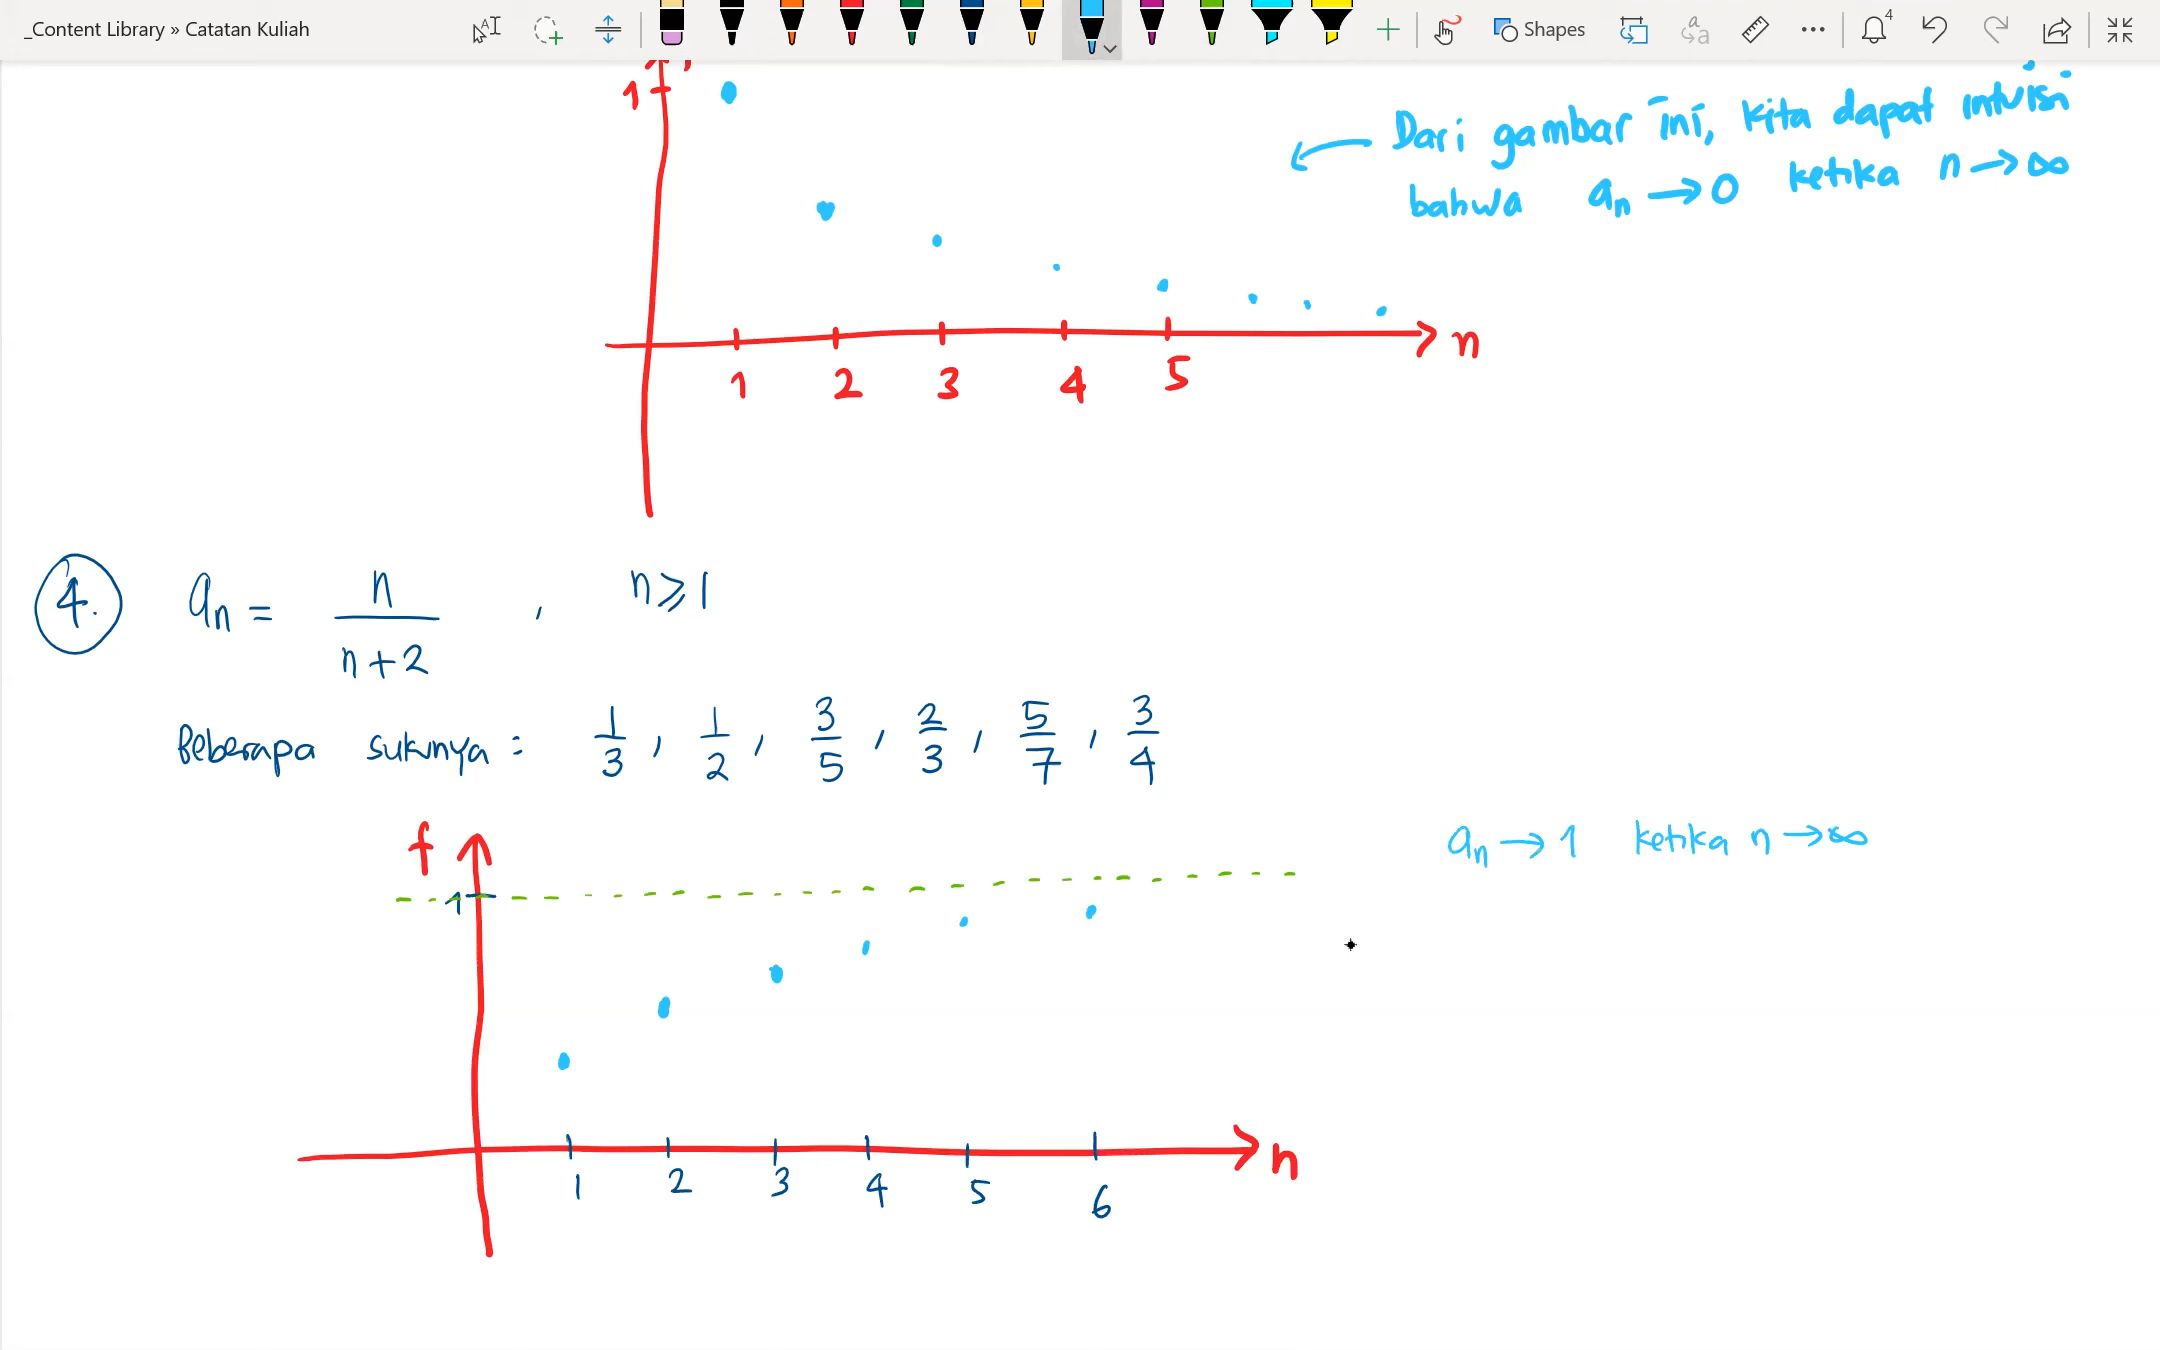 _Content Library » Catatan Kuliah
Shapes
4
1
Dari gambar ini, kita dapat intuisi
bahwa aₙ → 0 ketika n → ∞
n
1 2 3 4 5
4. aₙ = n/(n+2) , n ≥ 1
Beberapa sukunya : 1/3 , 1/2 , 3/5 , 2/3 , 5/7 , 3/4
f
aₙ → 1 ketika n → ∞
1
n
1 2 3 4 5 6